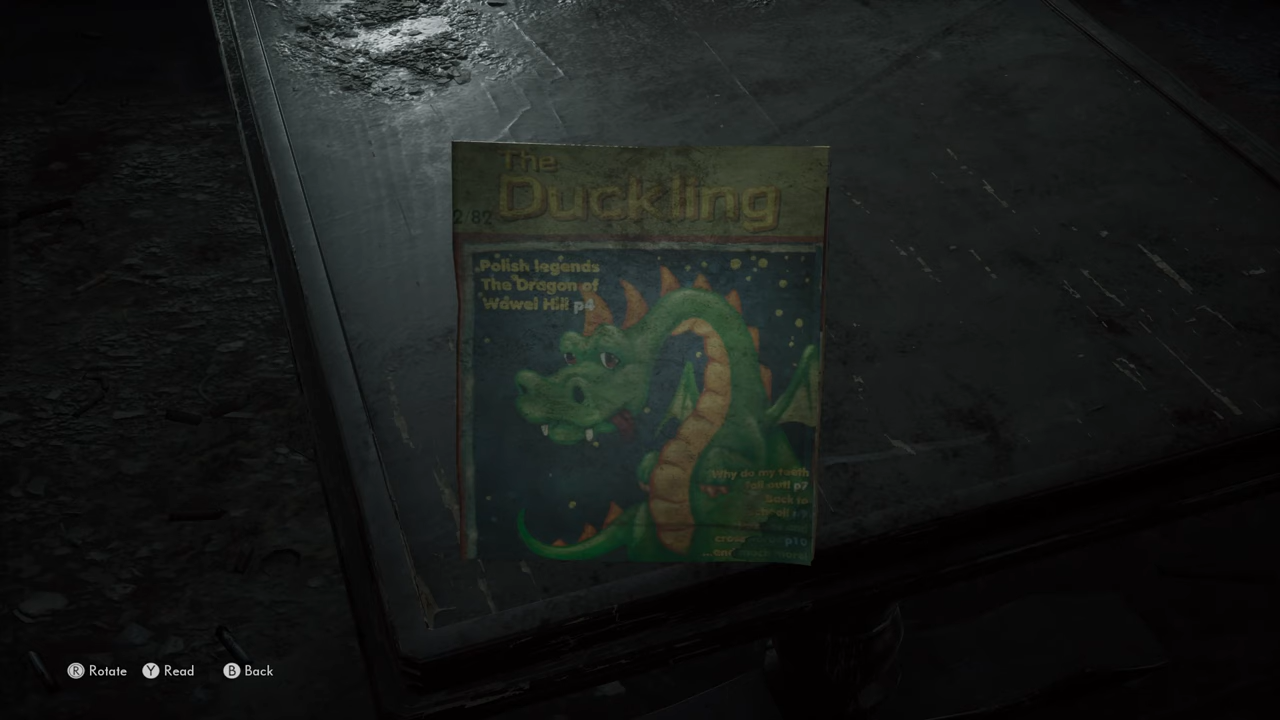 The
Duckling
2/82
Polish legends
The Dragon of
Wawel Hill p4
Why do my teeth
fall out? p7
Back to
p10
...and much more!
R Rotate
Y Read
B Back